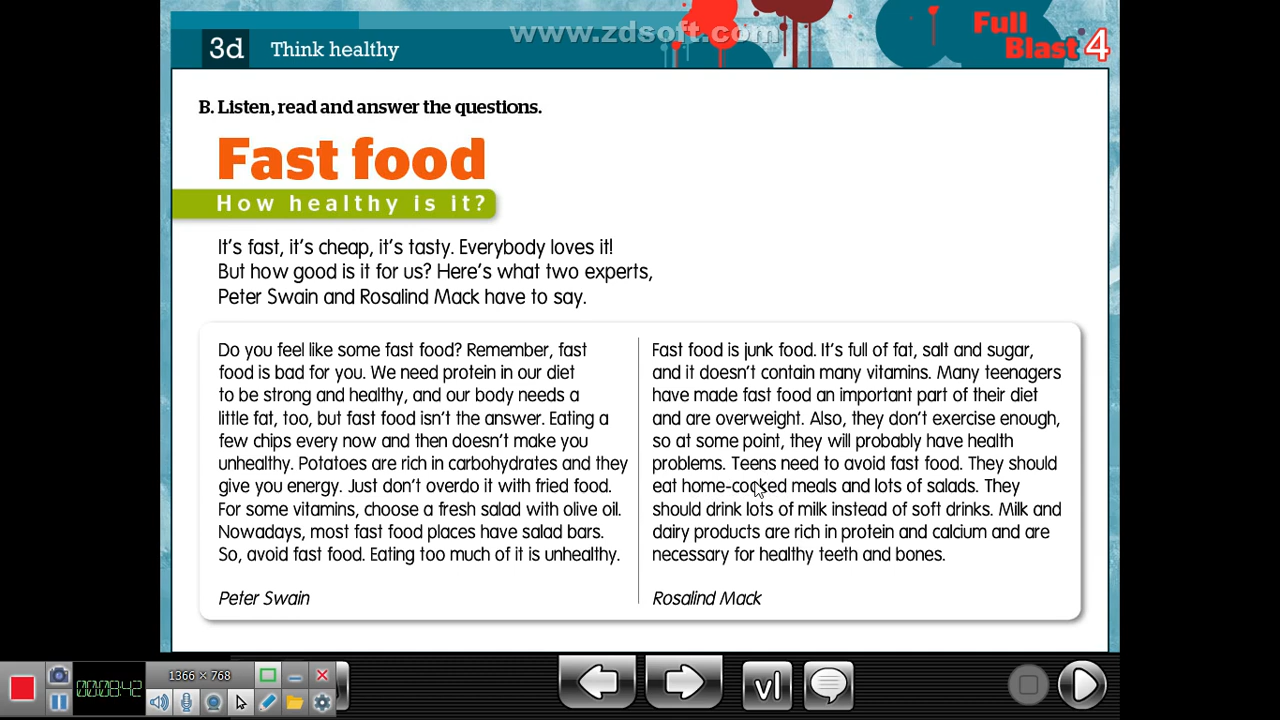 www.zdsoft.com
Full
Blast 4
3d Think healthy
B. Listen, read and answer the questions.
Fast food
How healthy is it?
It's fast, it's cheap, it's tasty. Everybody loves it!
But how good is it for us? Here's what two experts,
Peter Swain and Rosalind Mack have to say.
Do you feel like some fast food? Remember, fast
food is bad for you. We need protein in our diet
to be strong and healthy, and our body needs a
little fat, too, but fast food isn't the answer. Eating a
few chips every now and then doesn't make you
unhealthy. Potatoes are rich in carbohydrates and they
give you energy. Just don't overdo it with fried food.
For some vitamins, choose a fresh salad with olive oil.
Nowadays, most fast food places have salad bars.
So, avoid fast food. Eating too much of it is unhealthy.
Peter Swain
Fast food is junk food. It's full of fat, salt and sugar,
and it doesn't contain many vitamins. Many teenagers
have made fast food an important part of their diet
and are overweight. Also, they don't exercise enough,
so at some point, they will probably have health
problems. Teens need to avoid fast food. They should
eat home-cooked meals and lots of salads. They
should drink lots of milk instead of soft drinks. Milk and
dairy products are rich in protein and calcium and are
necessary for healthy teeth and bones.
Rosalind Mack
1366 × 768
00:08:42
vl